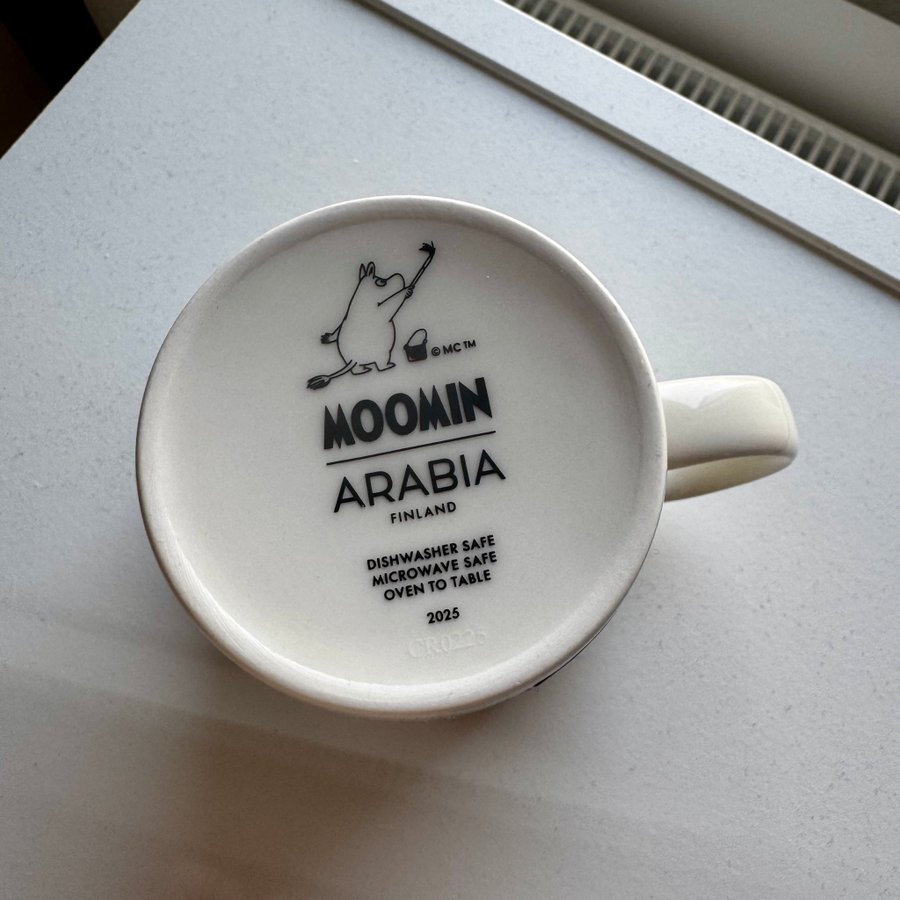 © MC ™
MOOMIN
ARABIA
FINLAND
DISHWASHER SAFE
MICROWAVE SAFE
OVEN TO TABLE
2025
CR0225